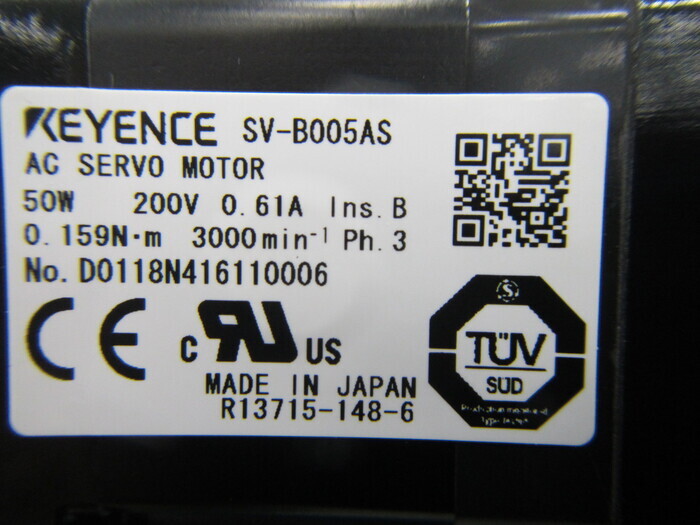 KEYENCE SV-B005AS
AC SERVO MOTOR
50W 200V 0.61A Ins.B
0.159N·m 3000min⁻¹ Ph.3
No.D0118N416110006
CE c RU US
TÜV
SÜD
MADE IN JAPAN
R13715-148-6